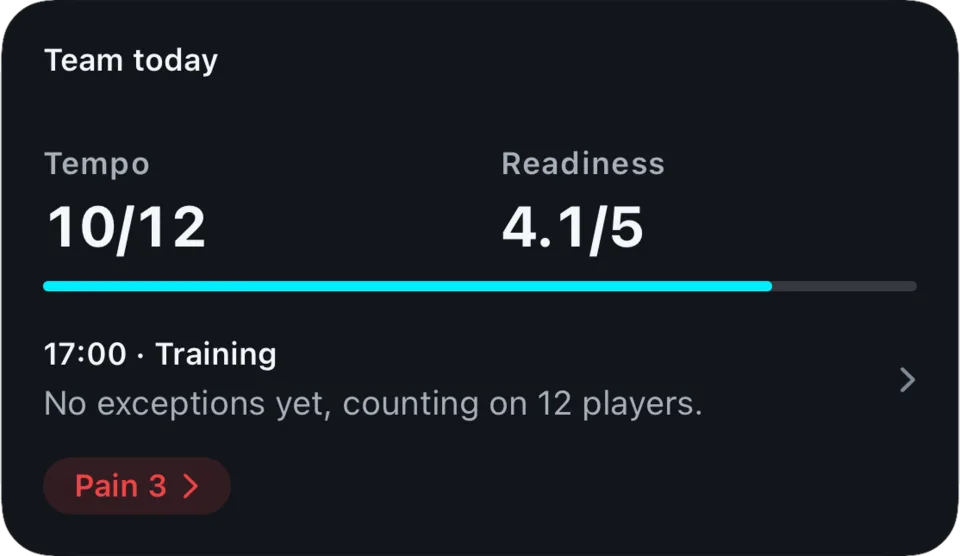 Team today
Tempo
10/12
Readiness
4.1/5
17:00 · Training
No exceptions yet, counting on 12 players.
Pain 3